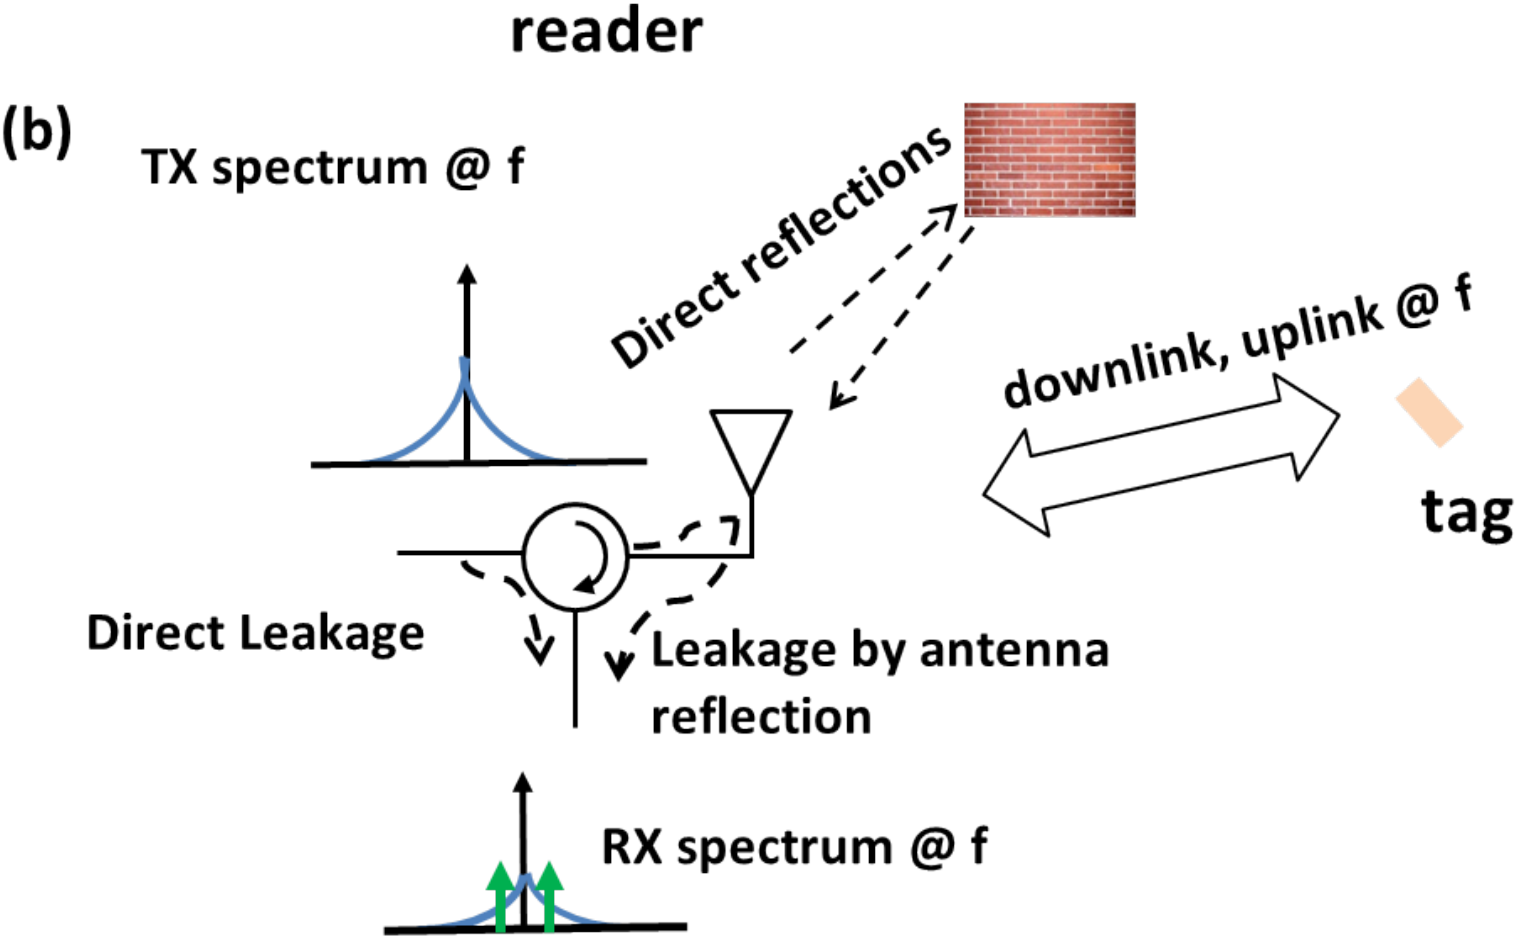 reader
(b)
TX spectrum @ f
Direct reflections
downlink, uplink @ f
tag
Direct Leakage
Leakage by antenna
reflection
RX spectrum @ f